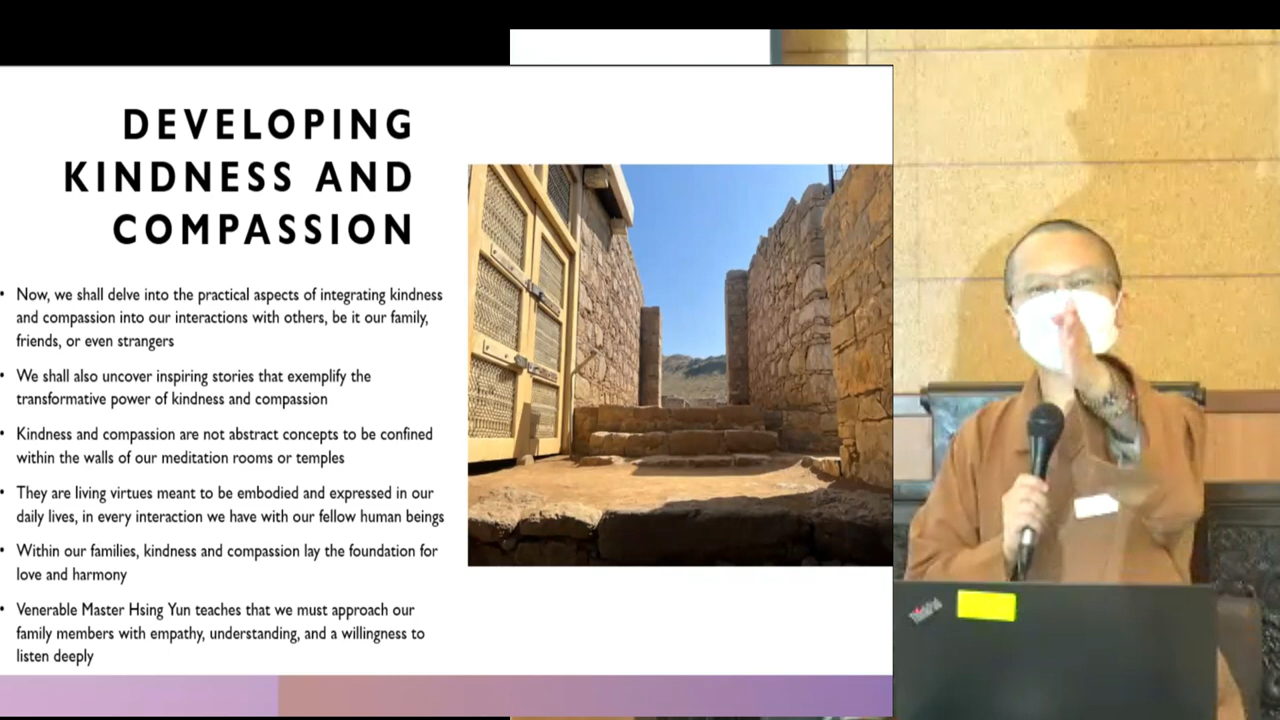 DEVELOPING
KINDNESS AND
COMPASSION
• Now, we shall delve into the practical aspects of integrating kindness
and compassion into our interactions with others, be it our family,
friends, or even strangers
• We shall also uncover inspiring stories that exemplify the
transformative power of kindness and compassion
• Kindness and compassion are not abstract concepts to be confined
within the walls of our meditation rooms or temples
• They are living virtues meant to be embodied and expressed in our
daily lives, in every interaction we have with our fellow human beings
• Within our families, kindness and compassion lay the foundation for
love and harmony
• Venerable Master Hsing Yun teaches that we must approach our
family members with empathy, understanding, and a willingness to
listen deeply
ThinkPad